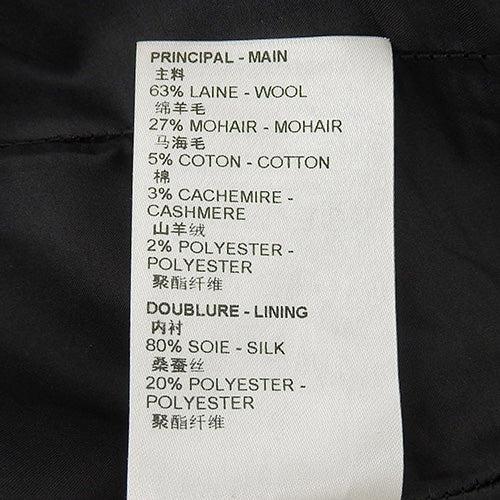 PRINCIPAL - MAIN
主料
63% LAINE - WOOL
绵羊毛
27% MOHAIR - MOHAIR
马海毛
5% COTON - COTTON
棉
3% CACHEMIRE -
CASHMERE
山羊绒
2% POLYESTER -
POLYESTER
聚酯纤维
DOUBLURE - LINING
内衬
80% SOIE - SILK
桑蚕丝
20% POLYESTER -
POLYESTER
聚酯纤维